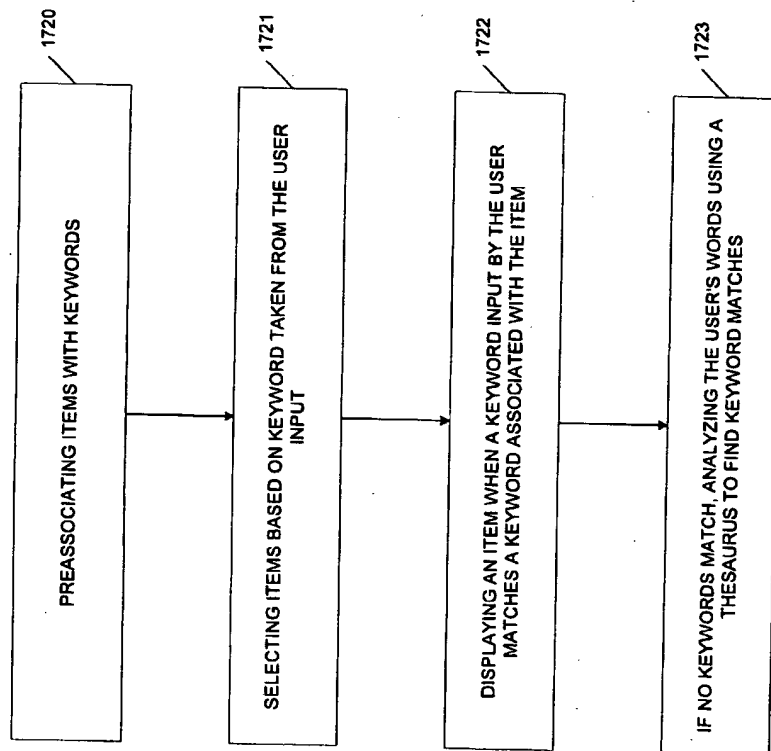 1720
PREASSOCIATING ITEMS WITH KEYWORDS
1721
SELECTING ITEMS BASED ON KEYWORD TAKEN FROM THE USER
INPUT
1722
DISPLAYING AN ITEM WHEN A KEYWORD INPUT BY THE USER
MATCHES A KEYWORD ASSOCIATED WITH THE ITEM
1723
IF NO KEYWORDS MATCH, ANALYZING THE USER'S WORDS USING A
THESAURUS TO FIND KEYWORD MATCHES